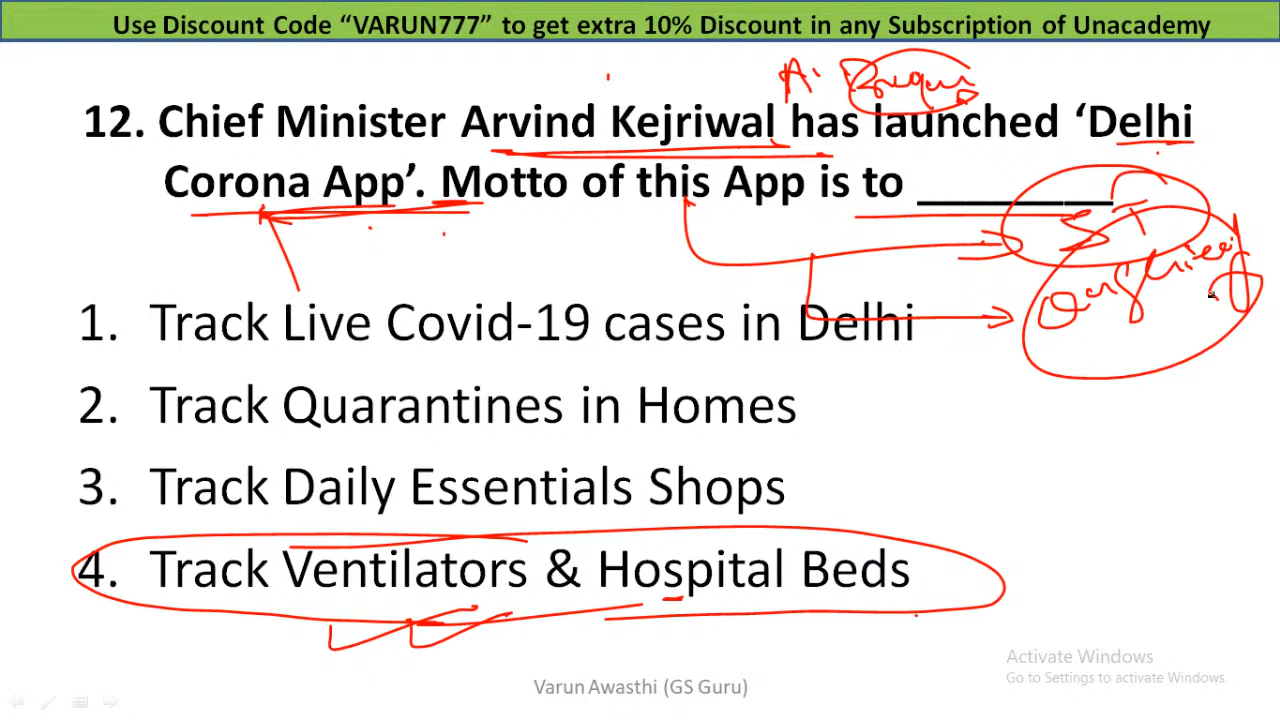 Use Discount Code “VARUN777” to get extra 10% Discount in any Subscription of Unacademy
12. Chief Minister Arvind Kejriwal has launched ‘Delhi
Corona App’. Motto of this App is to ________
1. Track Live Covid-19 cases in Delhi
2. Track Quarantines in Homes
3. Track Daily Essentials Shops
4. Track Ventilators & Hospital Beds
Activate Windows
Go to Settings to activate Windows.
Varun Awasthi (GS Guru)